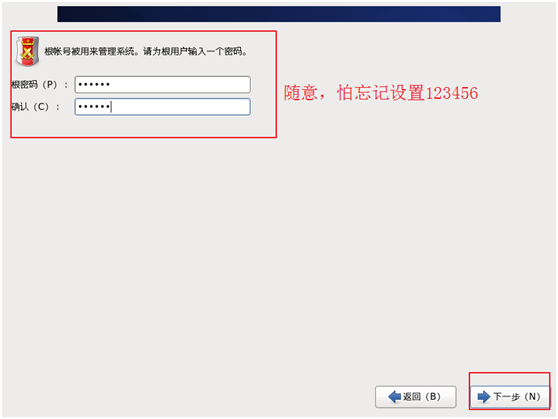 根帐号被用来管理系统。请为根用户输入一个密码。
根密码（P）：
••••••
随意，怕忘记设置123456
确认（C）：
••••••
返回（B）
下一步（N）